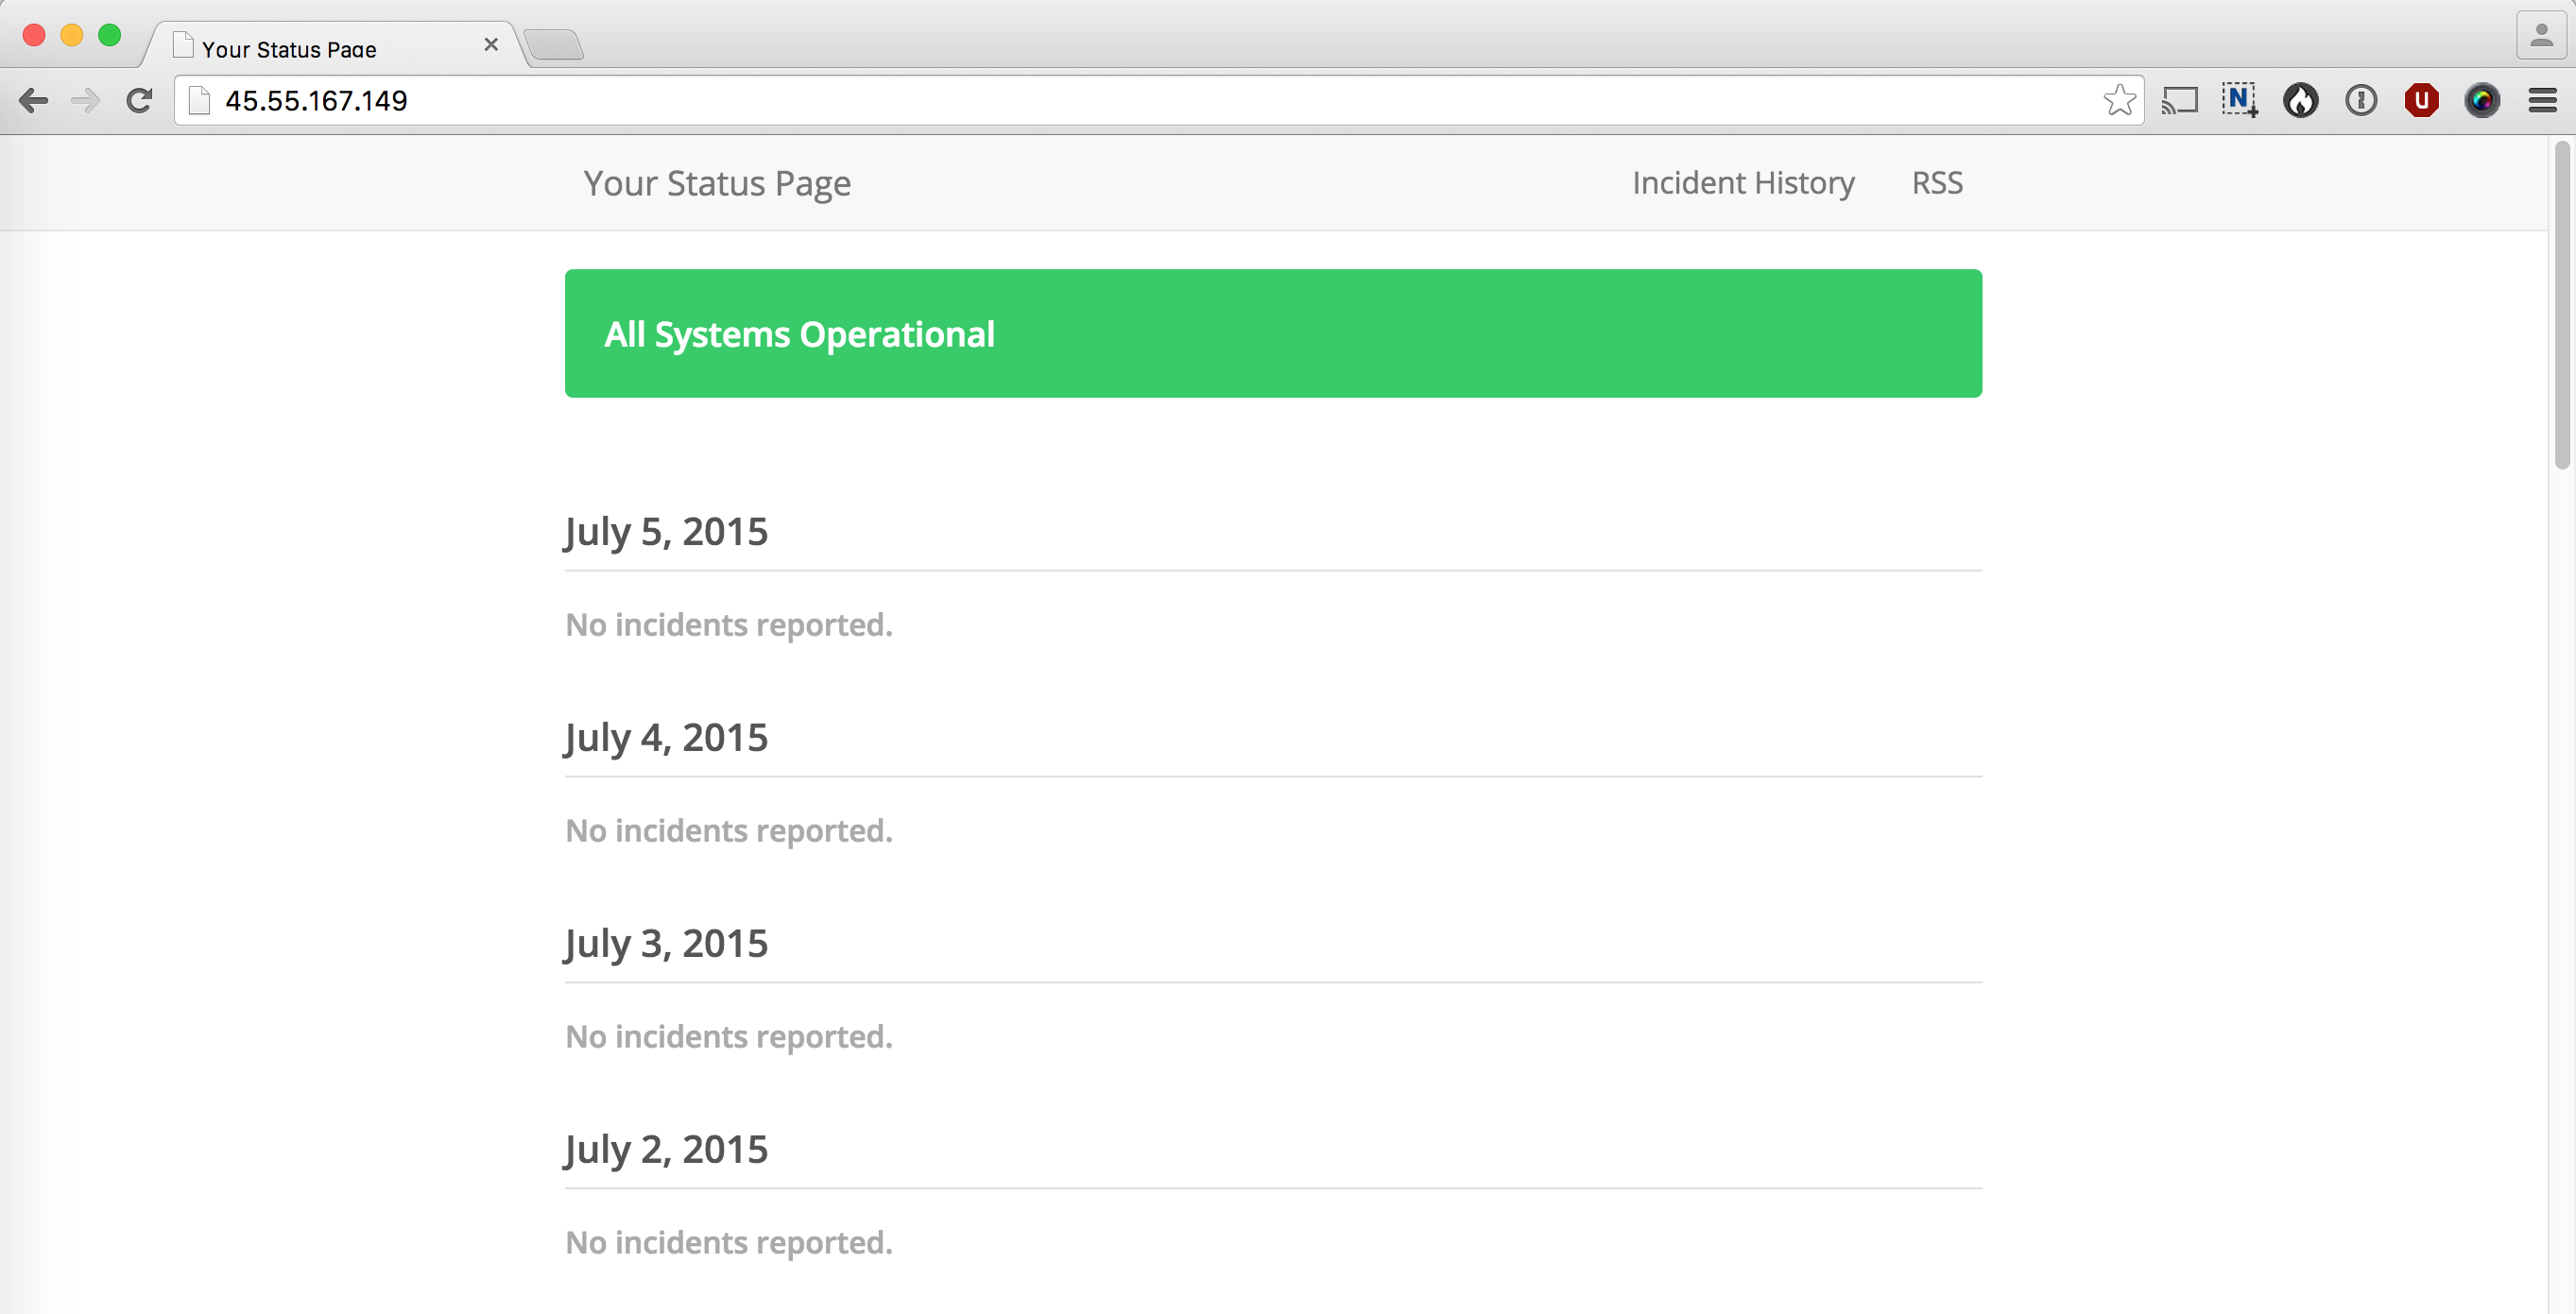 Your Status Page
45.55.167.149
N
U
Your Status Page
Incident History
RSS
All Systems Operational
July 5, 2015
No incidents reported.
July 4, 2015
No incidents reported.
July 3, 2015
No incidents reported.
July 2, 2015
No incidents reported.